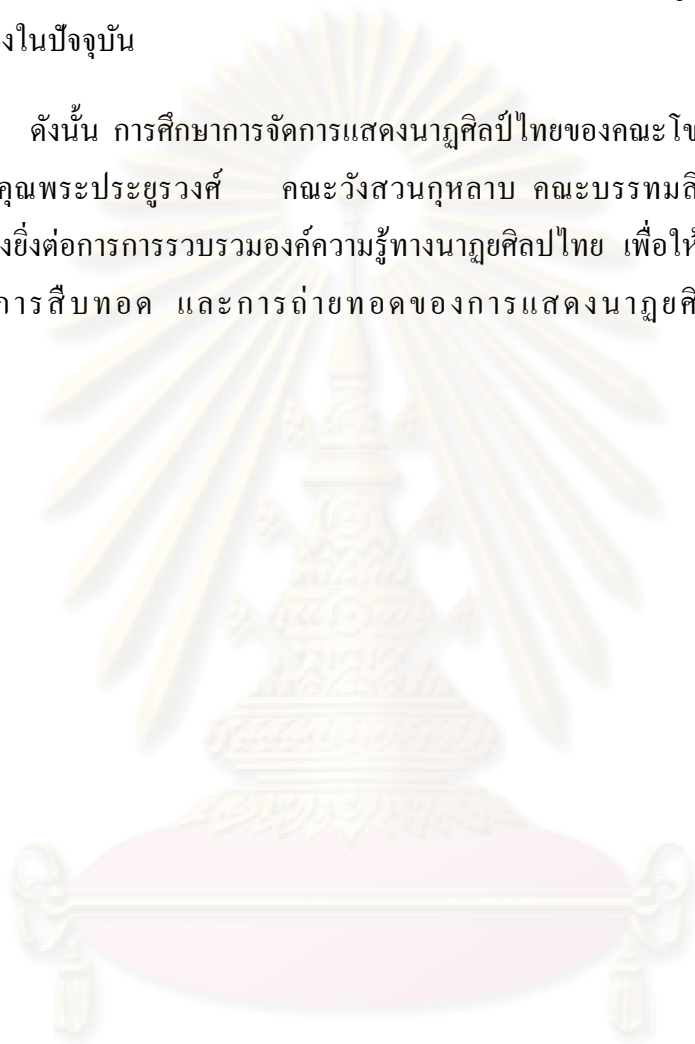 งในปัจจุบัน
ดังนั้น การศึกษาการจัดการแสดงนาฏศิลป์ไทยของคณะโข
คุณพระประยูรวงศ์ คณะวังสวนกุหลาบ คณะบรรทมสิ
งยิ่งต่อการการรวบรวมองค์ความรู้ทางนาฏยศิลปไทย เพื่อให้
การสืบทอด และการถ่ายทอดของการแสดงนาฏยศิ